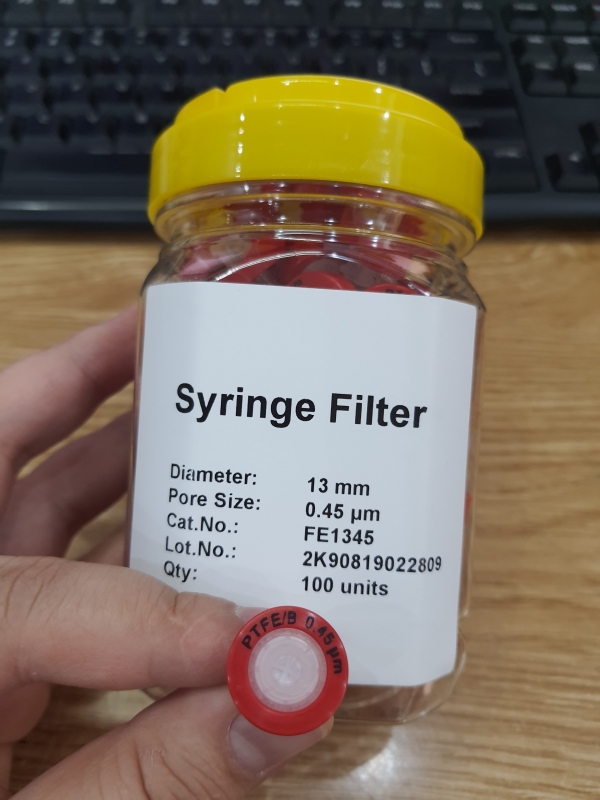 Syringe Filter
Diameter: 13 mm
Pore Size: 0.45 µm
Cat.No.: FE1345
Lot.No.: 2K90819022809
Qty: 100 units
PTFE/B 0.45 µm